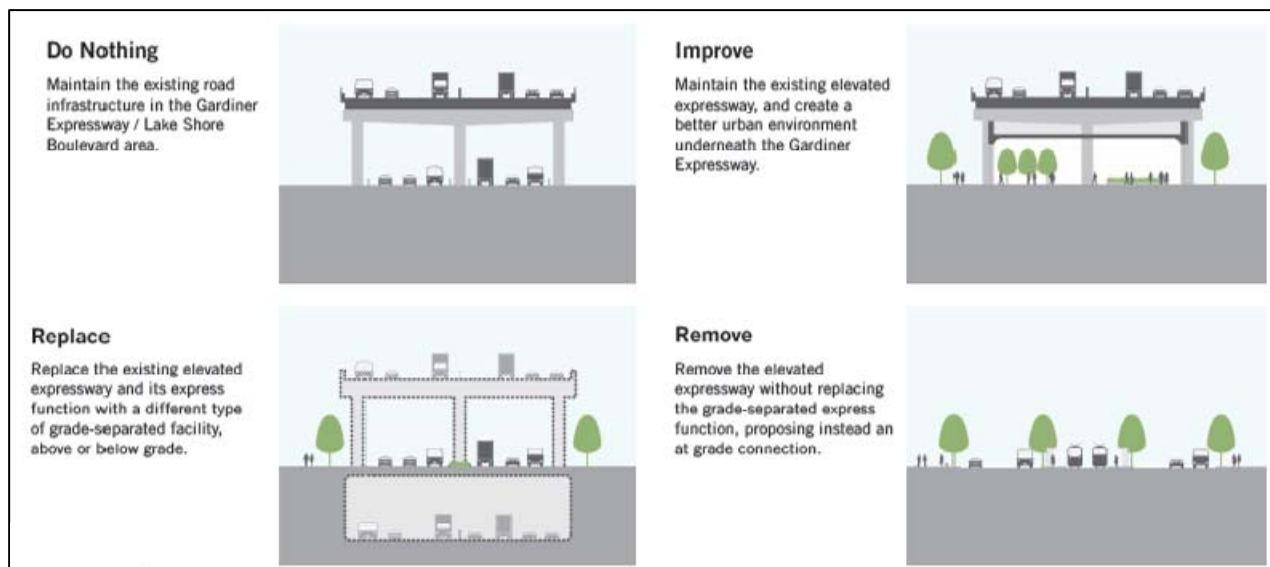 Do Nothing
Maintain the existing road
infrastructure in the Gardiner
Expressway / Lake Shore
Boulevard area.
Improve
Maintain the existing elevated
expressway, and create a
better urban environment
underneath the Gardiner
Expressway.
Replace
Replace the existing elevated
expressway and its express
function with a different type
of grade-separated facility,
above or below grade.
Remove
Remove the elevated
expressway without replacing
the grade-separated express
function, proposing instead an
at grade connection.